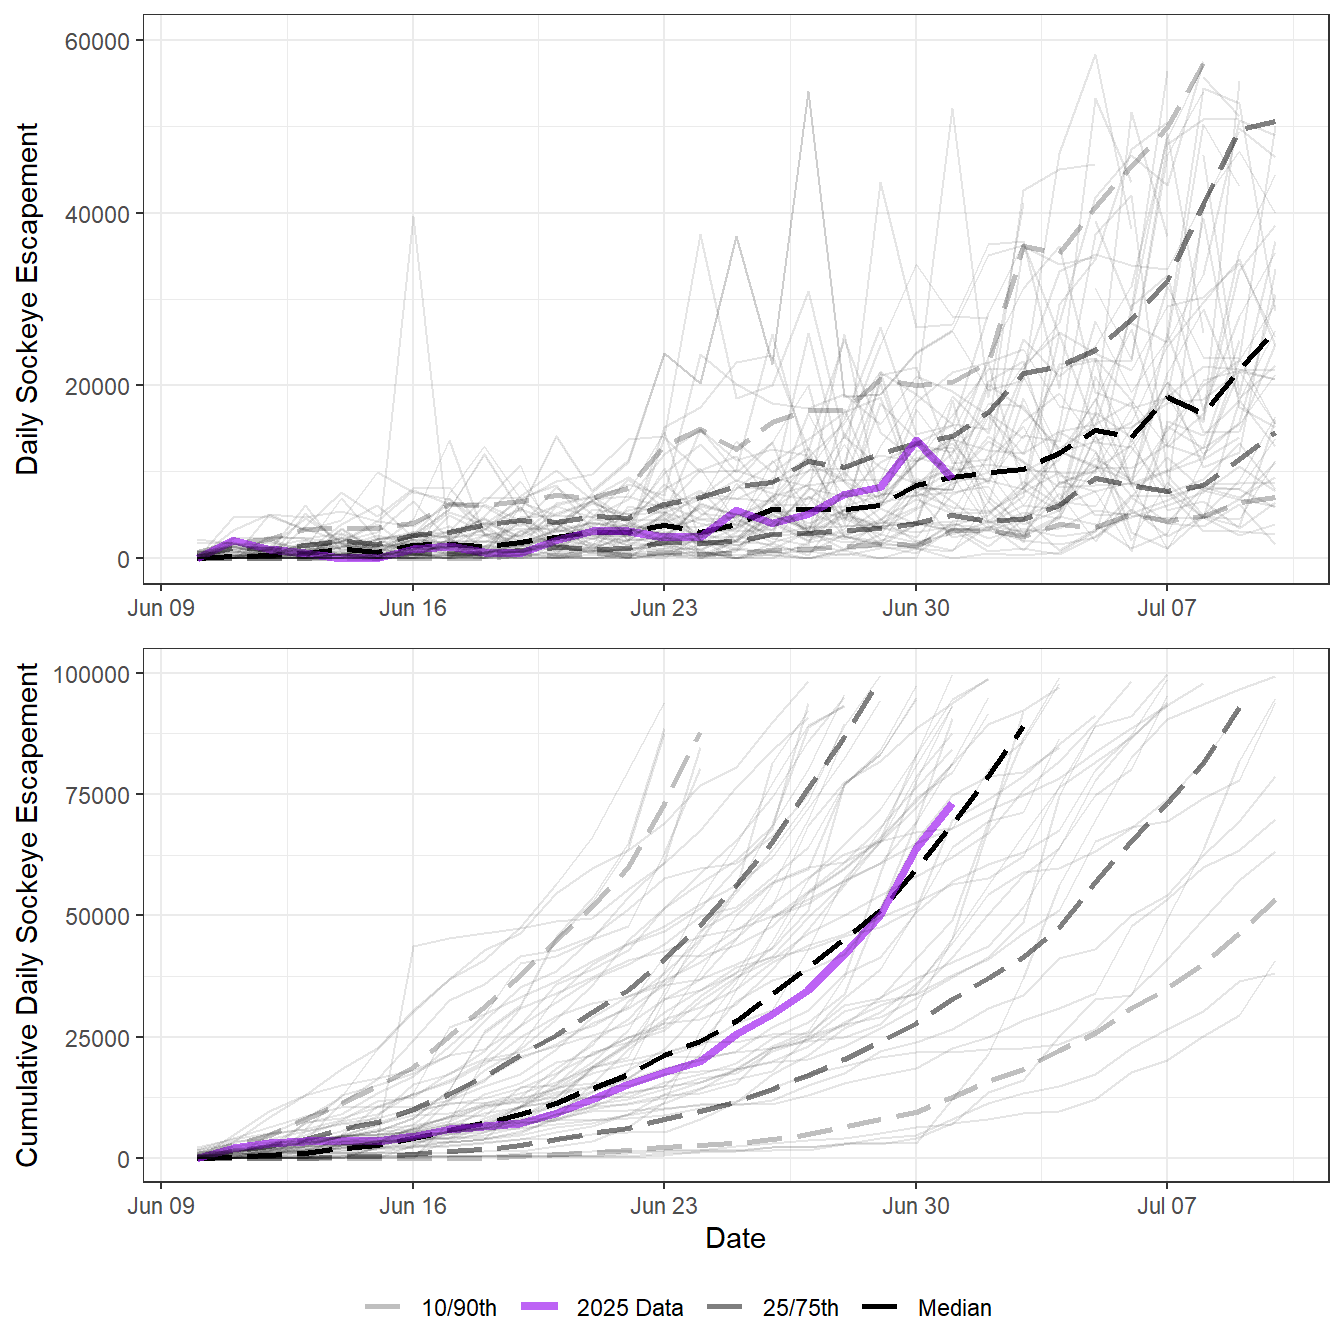 Daily Sockeye Escapement
60000
40000
20000
0
Jun 09 Jun 16 Jun 23 Jun 30 Jul 07
Cumulative Daily Sockeye Escapement
100000
75000
50000
25000
0
Jun 09 Jun 16 Jun 23 Jun 30 Jul 07
Date
10/90th 2025 Data 25/75th Median